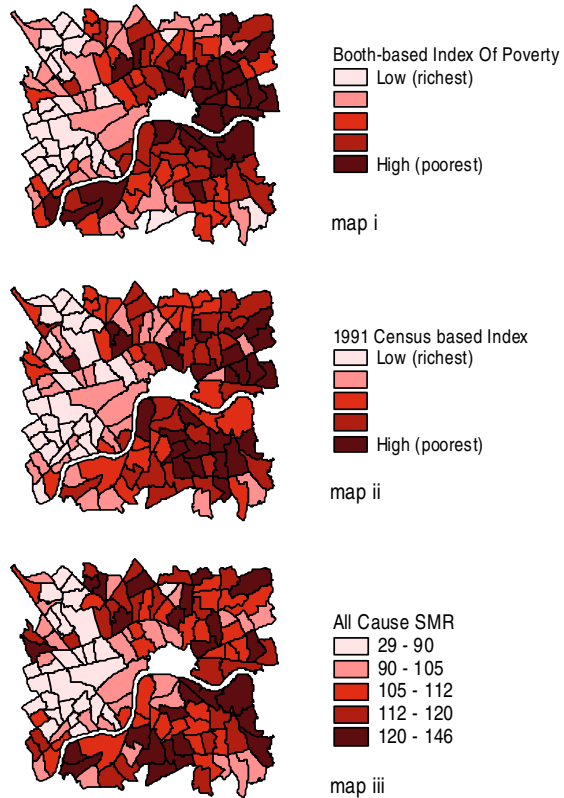 Booth-based Index Of Poverty
Low (richest)
High (poorest)
map i
1991 Census based Index
Low (richest)
High (poorest)
map ii
All Cause SMR
29 - 90
90 - 105
105 - 112
112 - 120
120 - 146
map iii